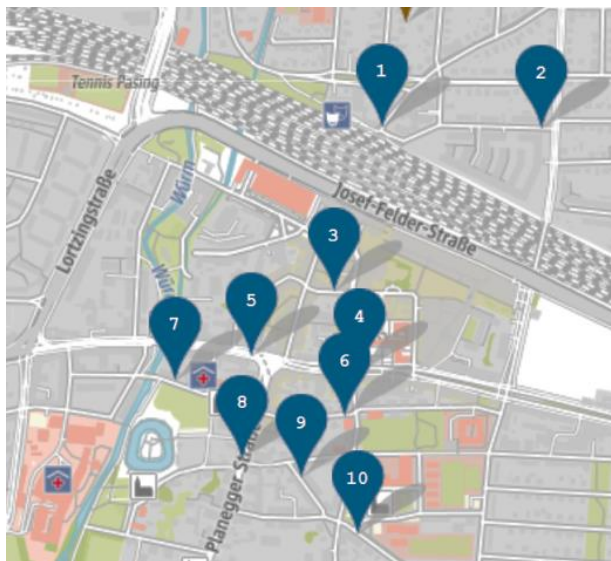 1
2
Tennis Pasing
Würm
Josef-Felder-Straße
Lortzingstraße
3
Wür
5
4
7
6
8
9
Planegger Straße
10